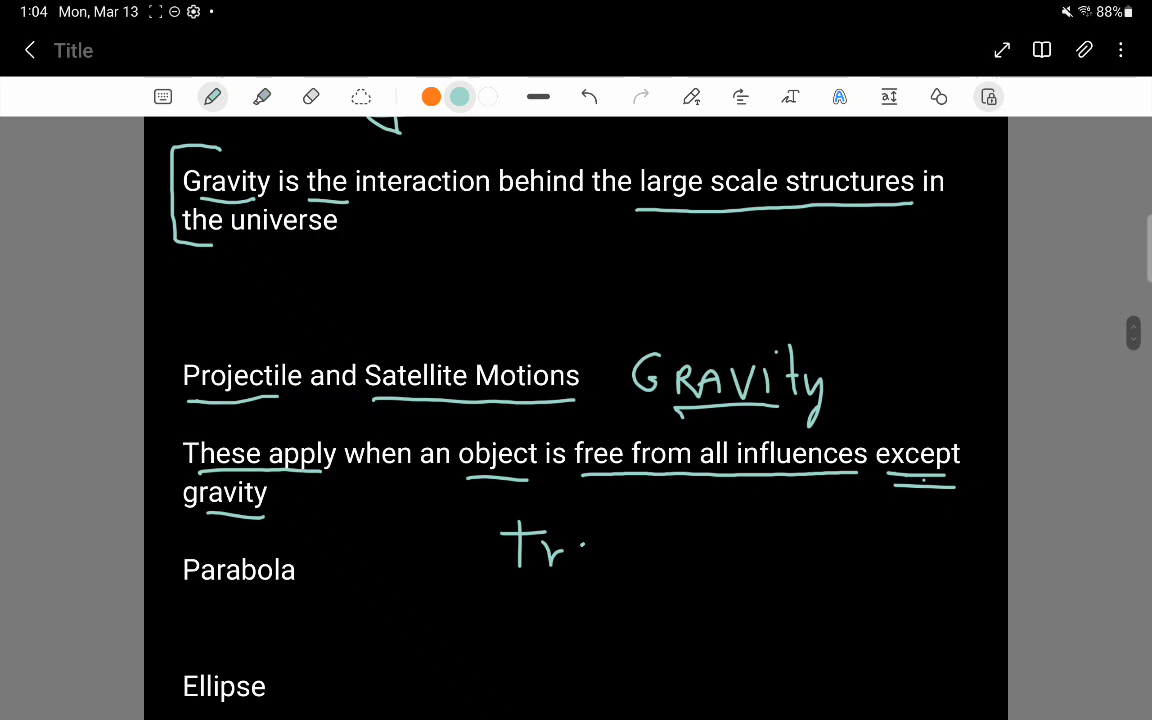 1:04 Mon, Mar 13 88%
Title
Gravity is the interaction behind the large scale structures in
the universe
Projectile and Satellite Motions GRAVity
These apply when an object is free from all influences except
gravity
Tr
Parabola
Ellipse